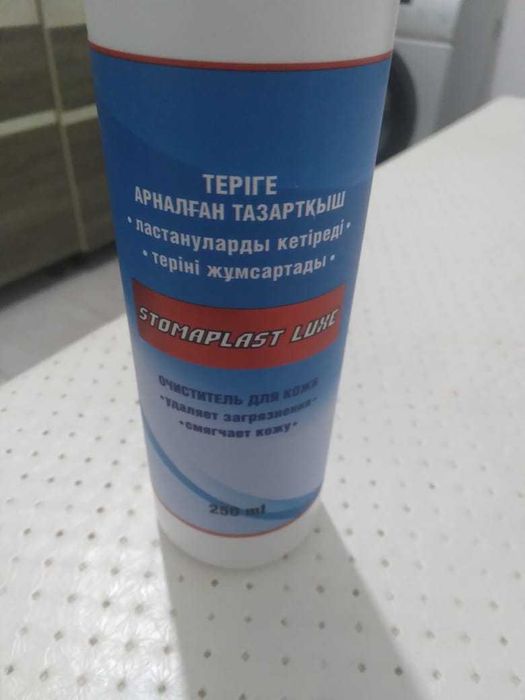 ТЕРІГЕ
АРНАЛҒАН ТАЗАРТҚЫШ
• ластануларды кетіреді •
• теріні жұмсартады •
STOMAPLAST LUXE
ОЧИСТИТЕЛЬ ДЛЯ КОЖИ
•удаляет загрязнения•
•смягчает кожу•
250 ml